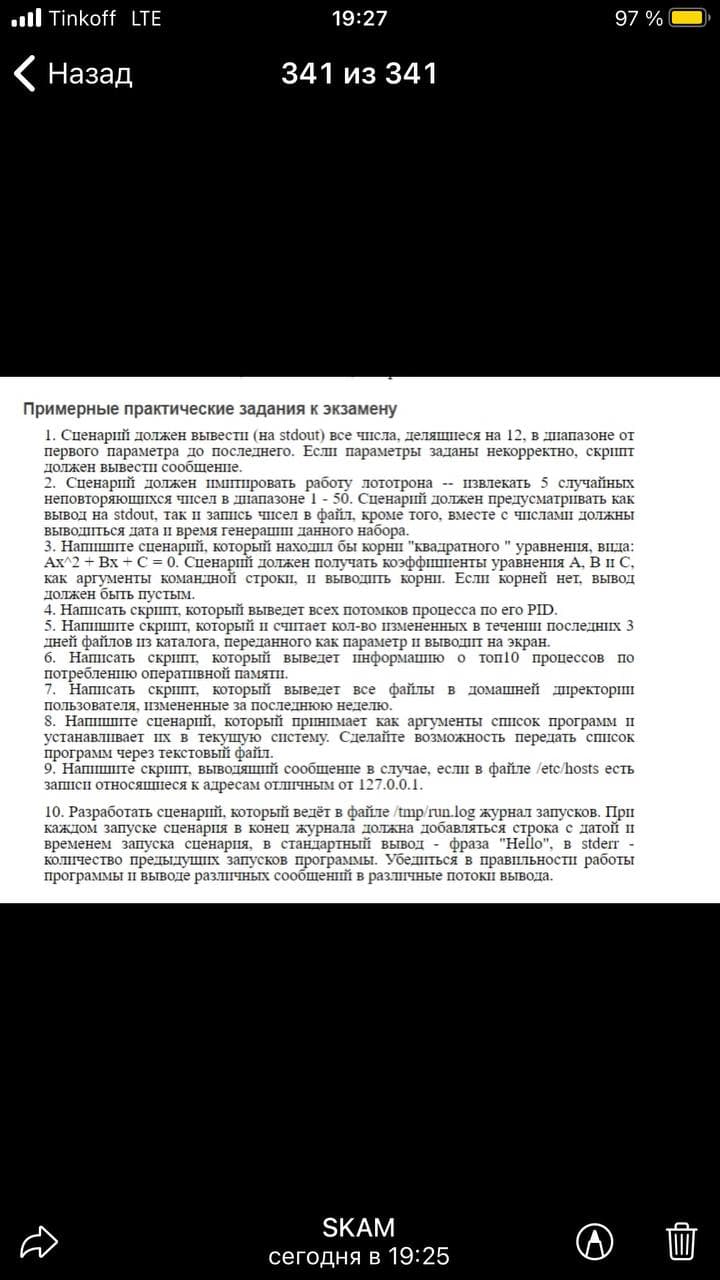 Tinkoff LTE 19:27 97 %
Назад 341 из 341
Примерные практические задания к экзамену
1. Сценарий должен вывести (на stdout) все числа, делящиеся на 12, в диапазоне от
первого параметра до последнего. Если параметры заданы некорректно, скрипт
должен вывести сообщение.
2. Сценарий должен имитировать работу лототрона -- извлекать 5 случайных
неповторяющихся чисел в диапазоне 1 - 50. Сценарий должен предусматривать как
вывод на stdout, так и запись чисел в файл, кроме того, вместе с числами должны
выводиться дата и время генерации данного набора.
3. Напишите сценарий, который находил бы корни "квадратного " уравнения, вида:
Ax^2 + Bx + C = 0. Сценарий должен получать коэффициенты уравнения А, В и С,
как аргументы командной строки, и выводить корни. Если корней нет, вывод
должен быть пустым.
4. Написать скрипт, который выведет всех потомков процесса по его PID.
5. Напишите скрипт, который и считает кол-во измененных в течении последних 3
дней файлов из каталога, переданного как параметр и выводит на экран.
6. Написать скрипт, который выведет информацию о топ10 процессов по
потреблению оперативной памяти.
7. Написать скрипт, который выведет все файлы в домашней директории
пользователя, измененные за последнюю неделю.
8. Напишите сценарий, который принимает как аргументы список программ и
устанавливает их в текущую систему. Сделайте возможность передать список
программ через текстовый файл.
9. Напишите скрипт, выводящий сообщение в случае, если в файле /etc/hosts есть
записи относящиеся к адресам отличным от 127.0.0.1.
10. Разработать сценарий, который ведёт в файле /tmp/run.log журнал запусков. При
каждом запуске сценария в конец журнала должна добавляться строка с датой и
временем запуска сценария, в стандартный вывод - фраза "Hello", в stderr -
количество предыдущих запусков программы. Убедиться в правильности работы
программы и выводе различных сообщений в различные потоки вывода.
SKAM
сегодня в 19:25